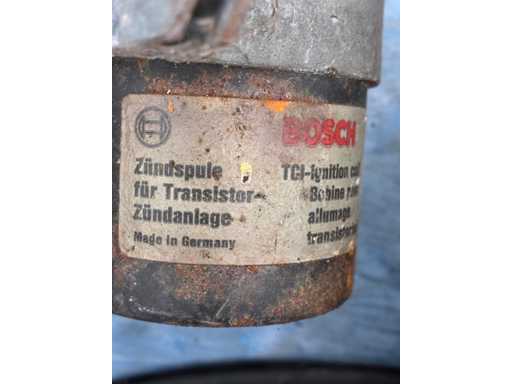 BOSCH
Zündspule
für Transistor-
Zündanlage
Made in Germany
TCI-Ignition
Bobine
allumage